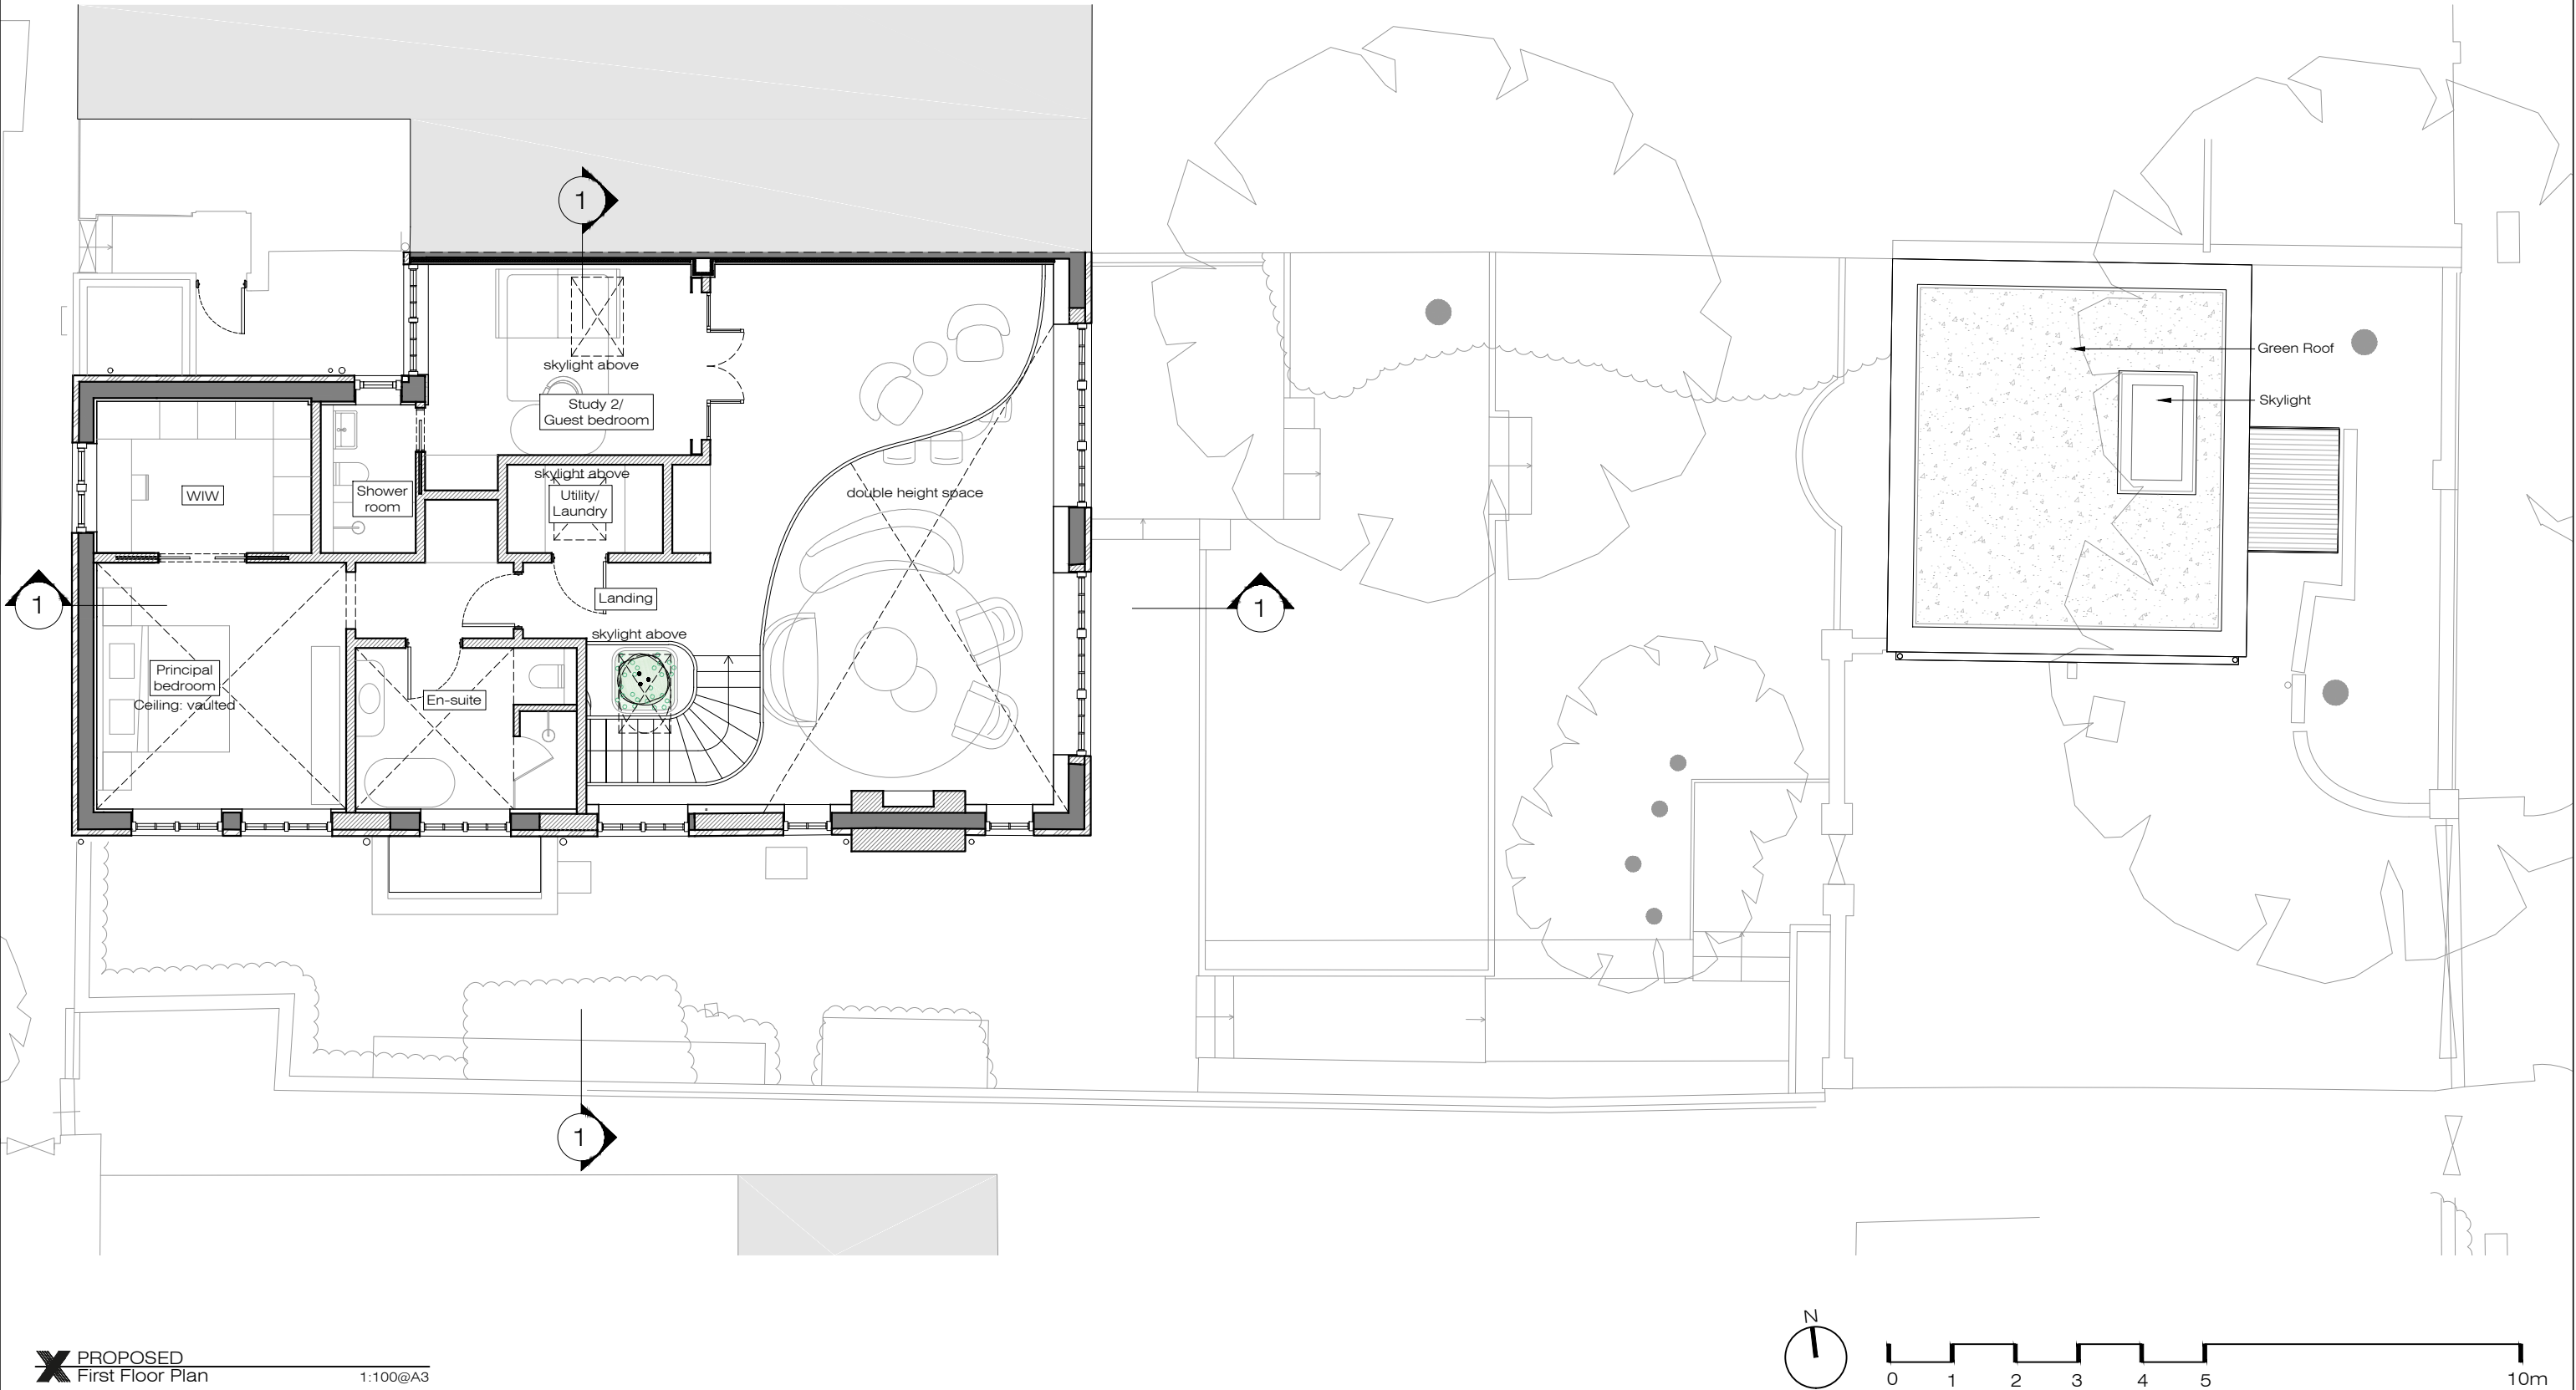 1
skylight above
Study 2/
Guest bedroom
Green Roof
Skylight
skylight above
Utility/
Laundry
WIW
Shower
room
double height space
1
Landing
1
skylight above
Principal
bedroom
Ceiling: vaulted
En-suite
1
N
PROPOSED
First Floor Plan
1:100@A3
0 1 2 3 4 5 10m